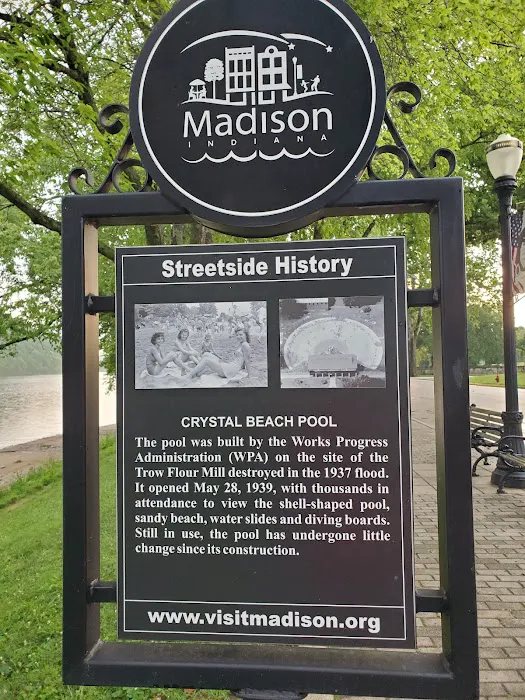 Madison
INDIANA
Streetside History
CRYSTAL BEACH POOL
The pool was built by the Works Progress
Administration (WPA) on the site of the
Trow Flour Mill destroyed in the 1937 flood.
It opened May 28, 1939, with thousands in
attendance to view the shell-shaped pool,
sandy beach, water slides and diving boards.
Still in use, the pool has undergone little
change since its construction.
www.visitmadison.org